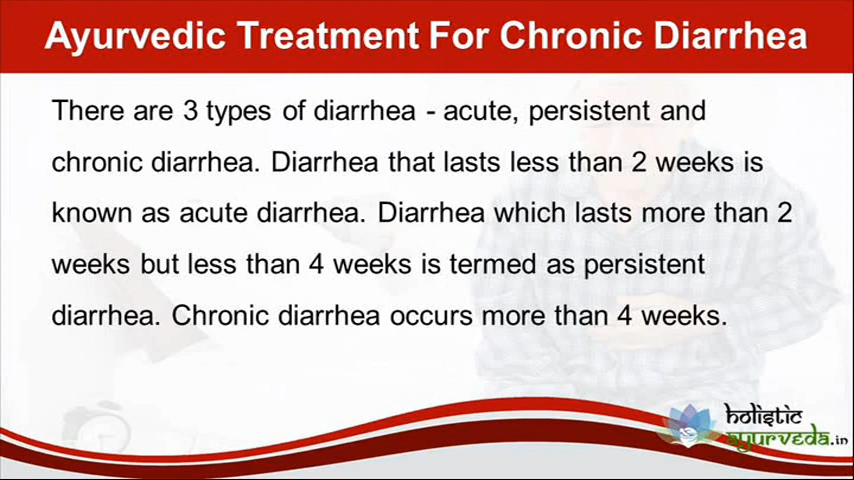 Ayurvedic Treatment For Chronic Diarrhea
There are 3 types of diarrhea - acute, persistent and
chronic diarrhea. Diarrhea that lasts less than 2 weeks is
known as acute diarrhea. Diarrhea which lasts more than 2
weeks but less than 4 weeks is termed as persistent
diarrhea. Chronic diarrhea occurs more than 4 weeks.
holistic
ayurveda.in